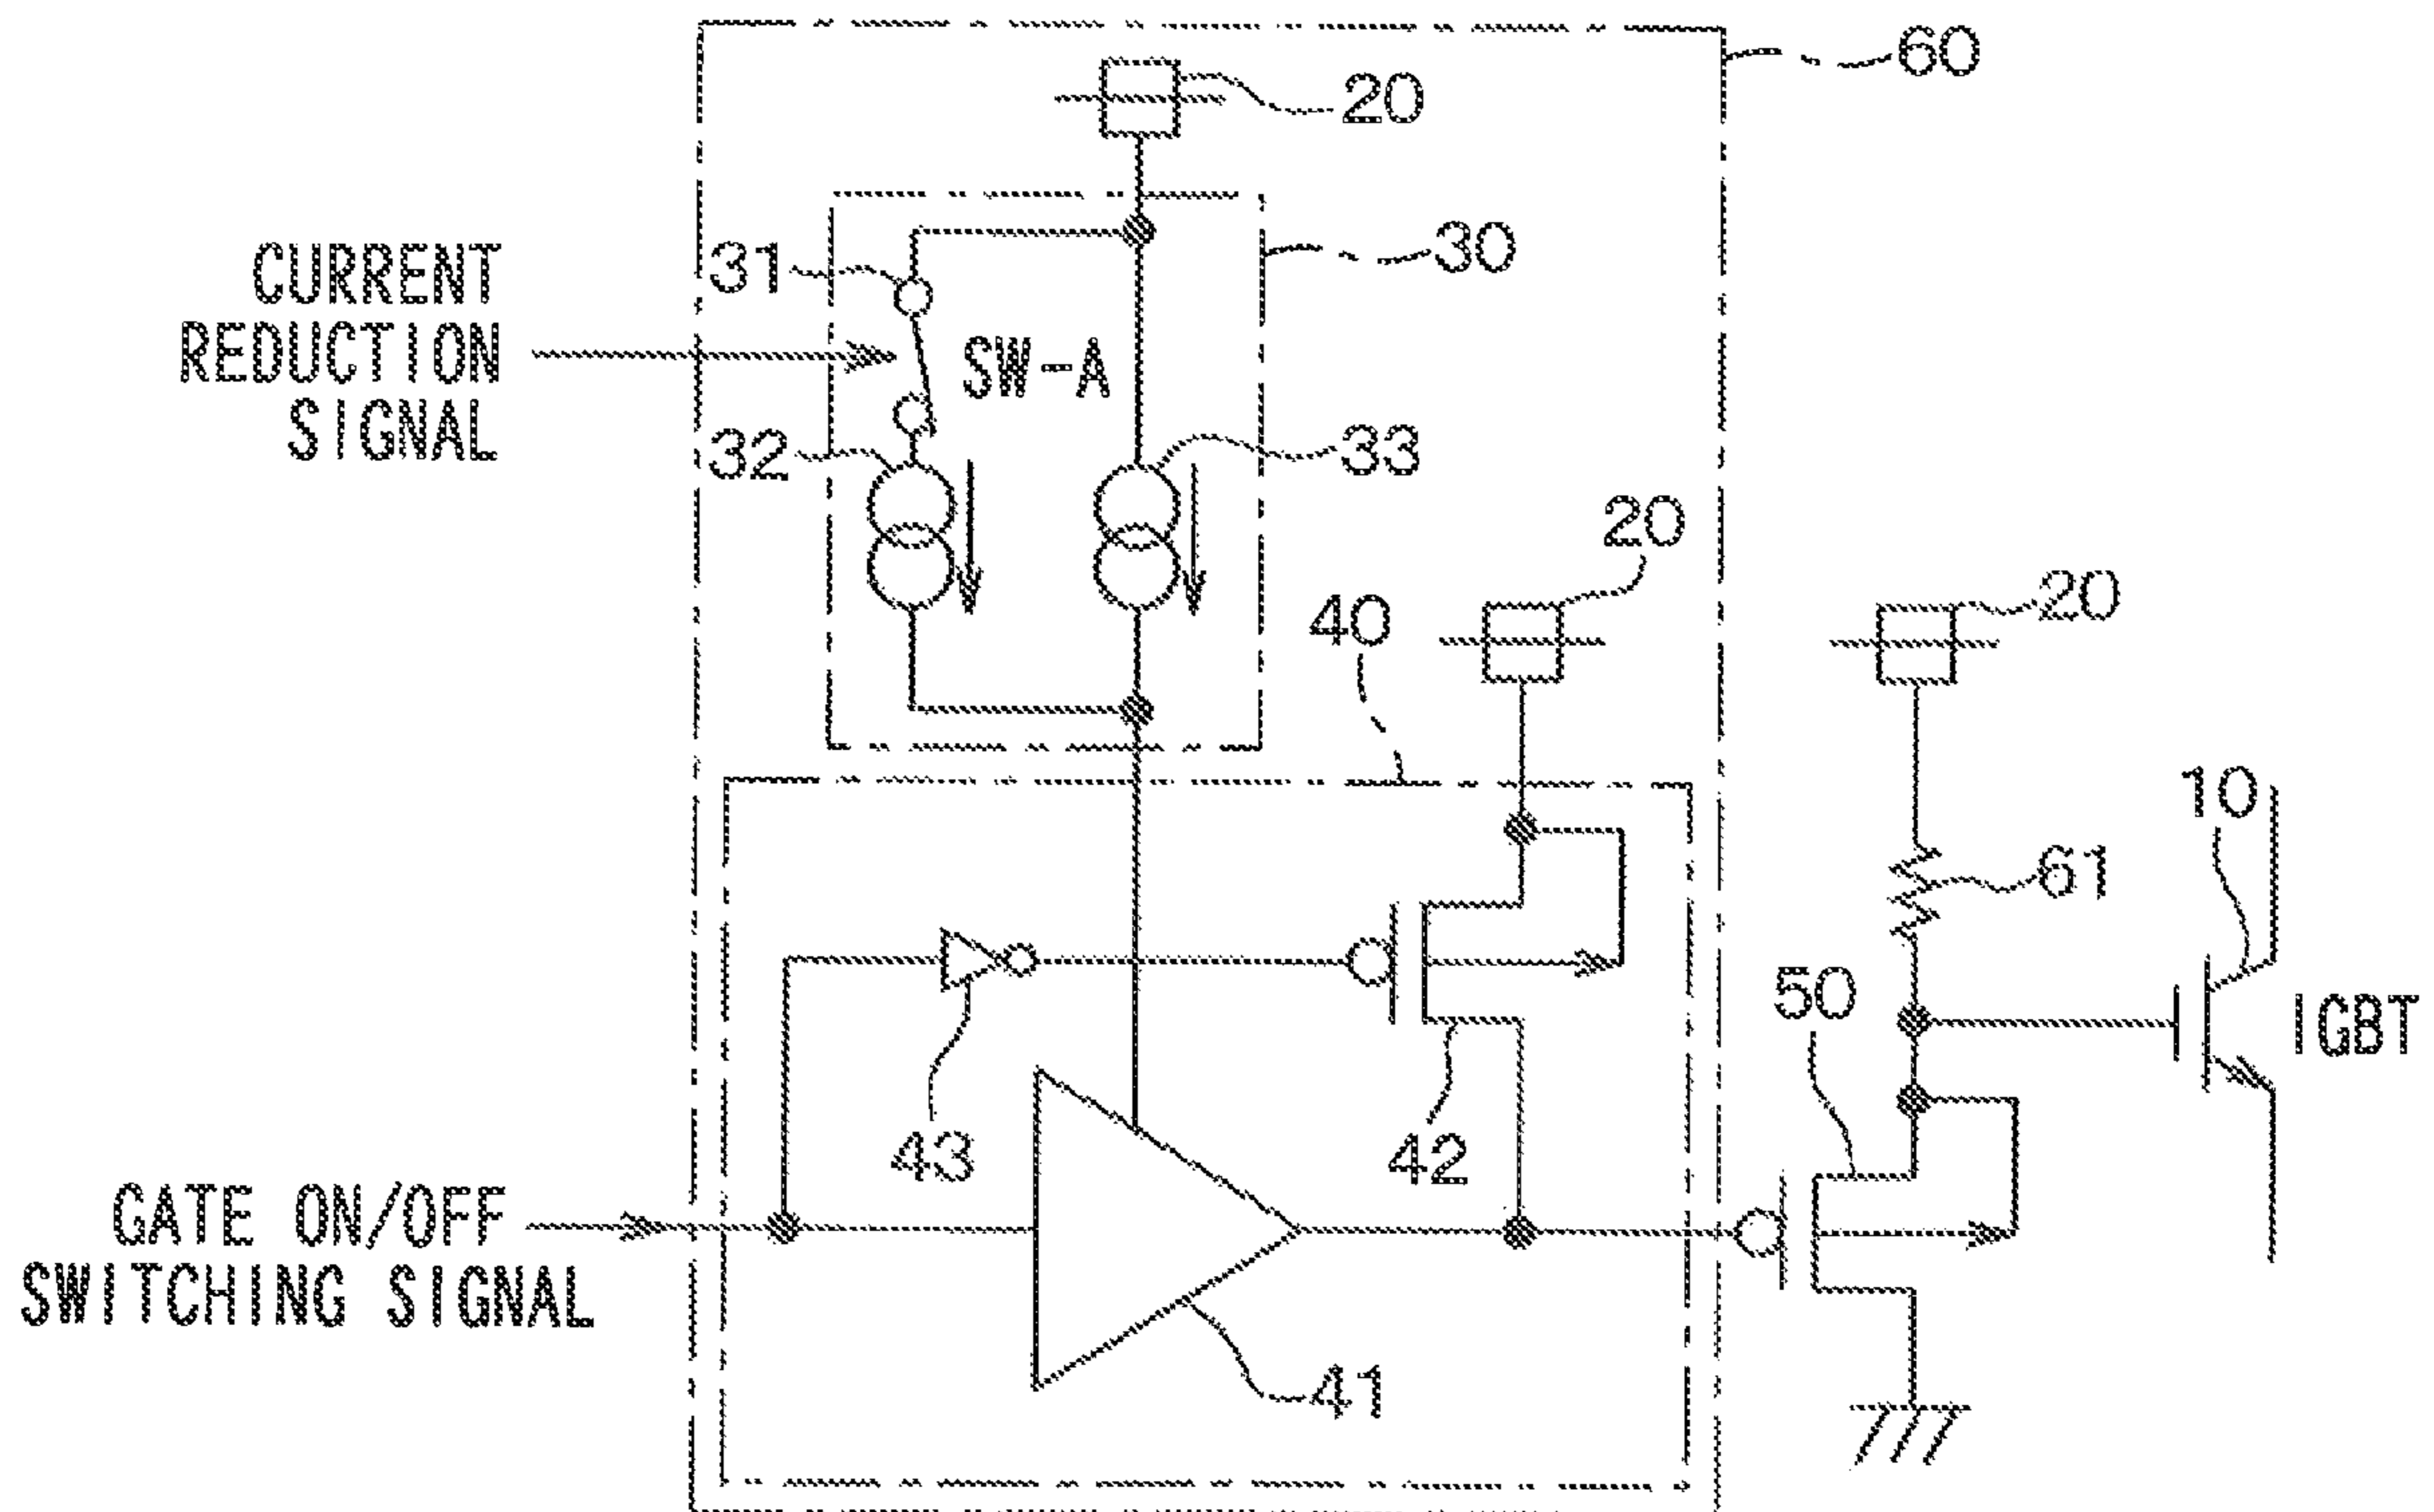 60
20
30
31
CURRENT
REDUCTION
SIGNAL
SW-A
32
33
20
20
40
10
61
50
IGBT
43
42
GATE ON/OFF
SWITCHING SIGNAL
41